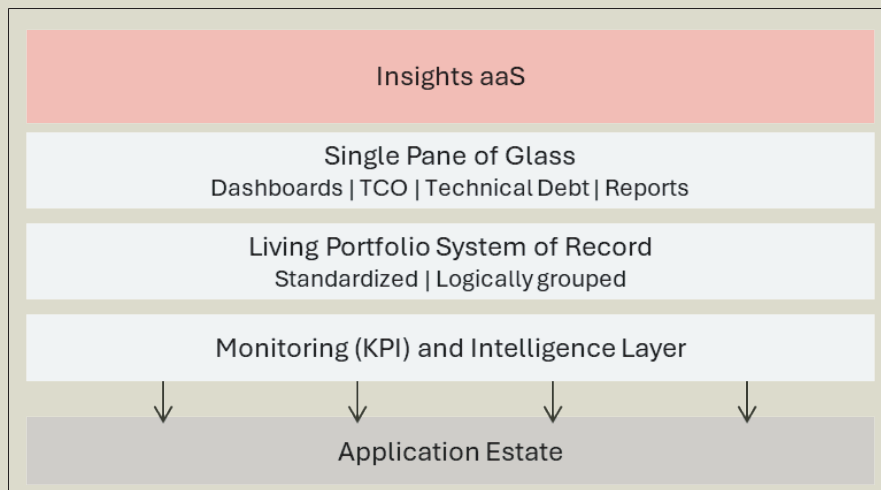 Insights aaS
Single Pane of Glass
Dashboards | TCO | Technical Debt | Reports
Living Portfolio System of Record
Standardized | Logically grouped
Monitoring (KPI) and Intelligence Layer
Application Estate